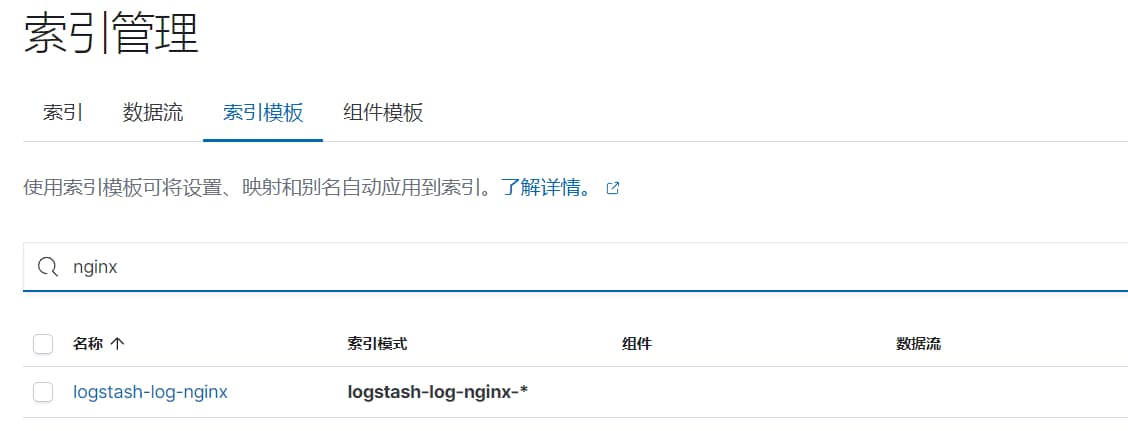 索引管理
索引 数据流 索引模板 组件模板
使用索引模板可将设置、映射和别名自动应用到索引。了解详情。
nginx
名称 索引模式 组件 数据流
logstash-log-nginx logstash-log-nginx-*